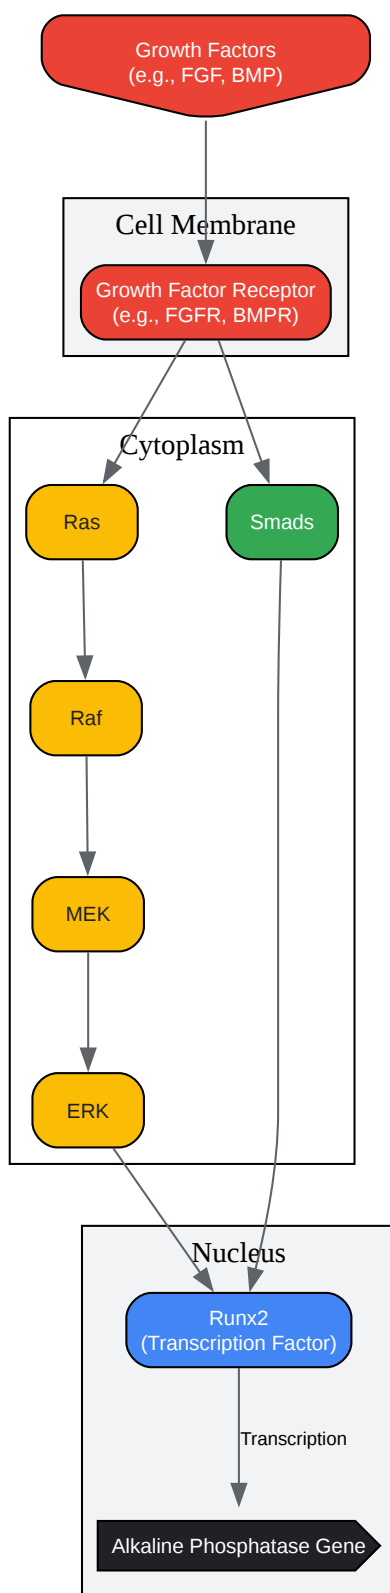 Growth Factors
(e.g., FGF, BMP)
Cell Membrane
Growth Factor Receptor
(e.g., FGFR, BMPR)
Cytoplasm
Ras
Smads
Raf
MEK
ERK
Nucleus
Runx2
(Transcription Factor)
Transcription
Alkaline Phosphatase Gene